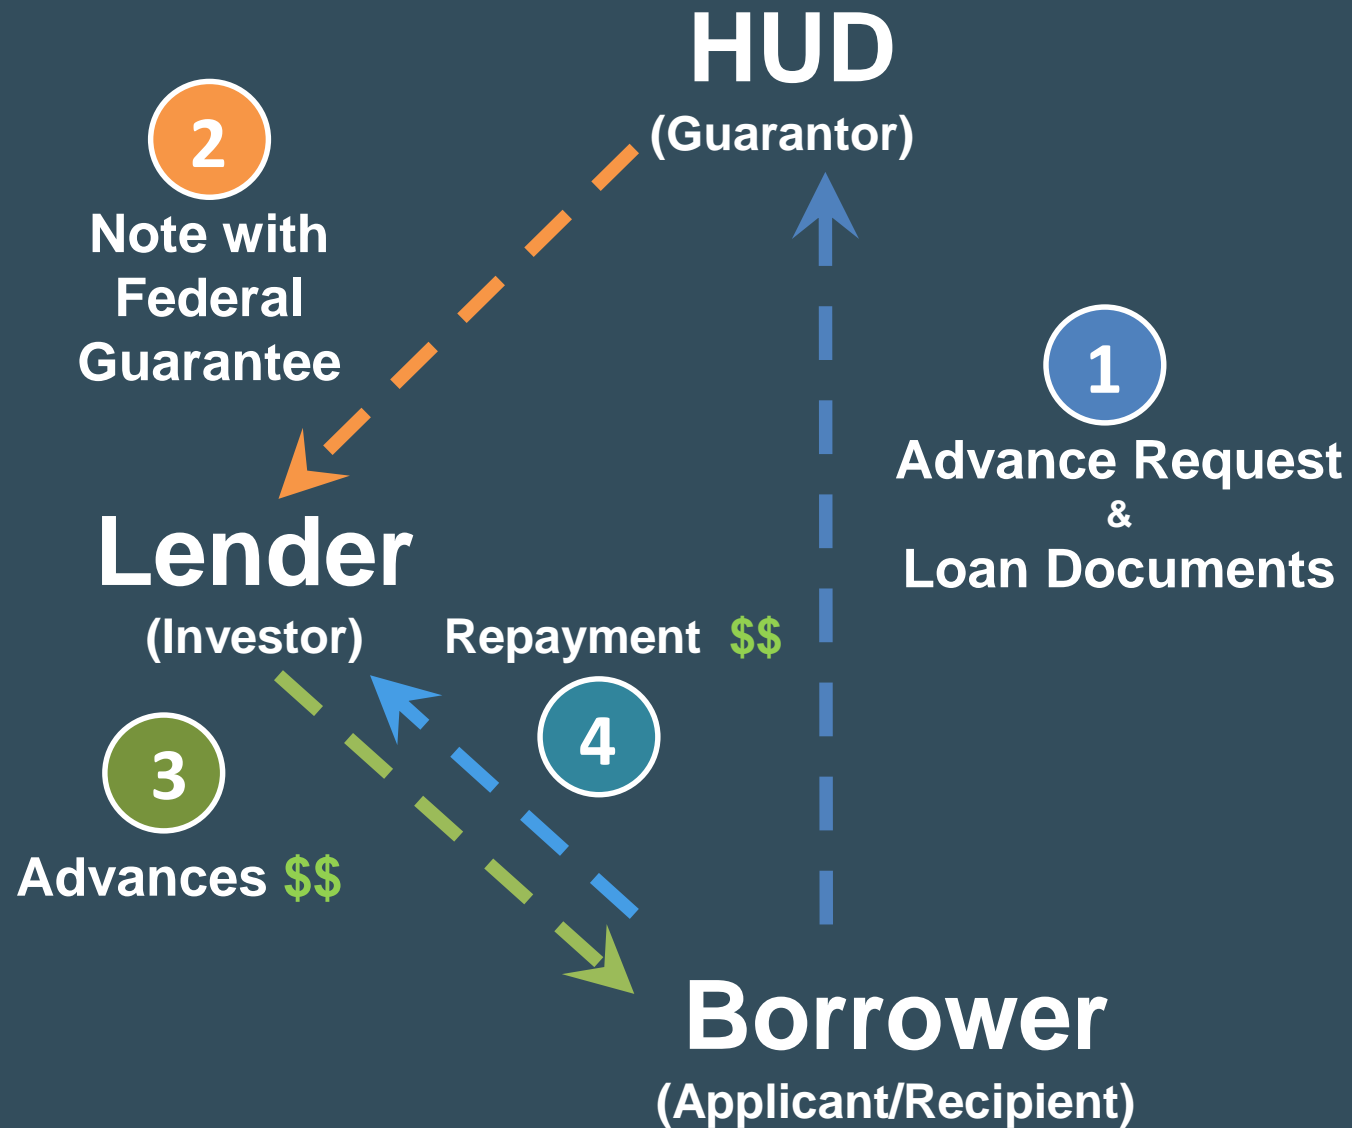 HUD
(Guarantor)
2
Note with
Federal
Guarantee
1
Advance Request
&
Loan Documents
Lender
(Investor)
Repayment $$
4
3
Advances $$
Borrower
(Applicant/Recipient)